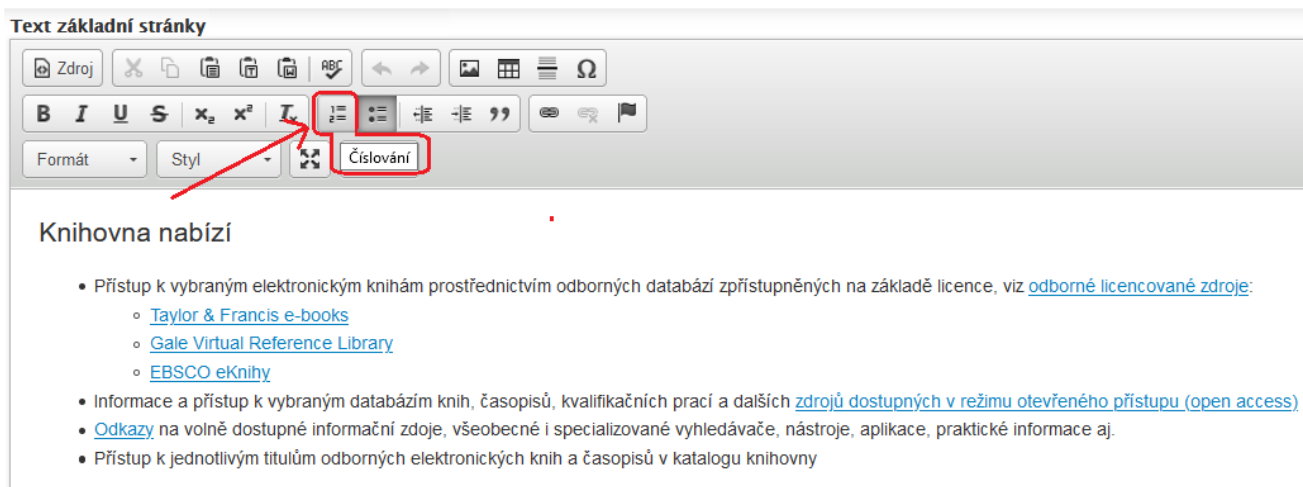 Text základní stránky
Zdroj ABC Ω
B I U S x₂ x² Tx
Formát Styl Číslování
Knihovna nabízí
• Přístup k vybraným elektronickým knihám prostřednictvím odborných databází zpřístupněných na základě licence, viz odborné licencované zdroje:
◦ Taylor & Francis e-books
◦ Gale Virtual Reference Library
◦ EBSCO eKnihy
• Informace a přístup k vybraným databázím knih, časopisů, kvalifikačních prací a dalších zdrojů dostupných v režimu otevřeného přístupu (open access)
• Odkazy na volně dostupné informační zdoje, všeobecné i specializované vyhledávače, nástroje, aplikace, praktické informace aj.
• Přístup k jednotlivým titulům odborných elektronických knih a časopisů v katalogu knihovny